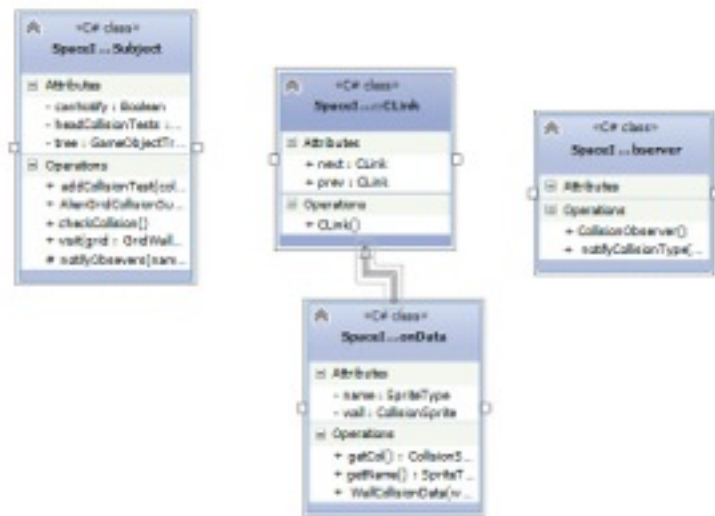 «C# class»
SpaceI...Subject
Attributes
- canNotify : Boolean
- headCollisionTests : ...
- tree : GameObjectTr...
Operations
+ addCollisionTest(col...
+ AlienGridCollisionSu...
+ checkCollision()
+ visit(grid : GridWall...
# notifyObsevers(nam...
«C# class»
SpaceI...CLink
Attributes
+ next : CLink
+ prev : CLink
Operations
+ CLink()
«C# class»
SpaceI...bserver
Attributes
Operations
+ CollisionObserver()
+ notifyCollisionType(...
«C# class»
SpaceI...onData
Attributes
- name : SpriteType
- wall : CollisionSprite
Operations
+ getCol() : CollisionS...
+ getName() : SpriteT...
+ WallCollisionData(w...